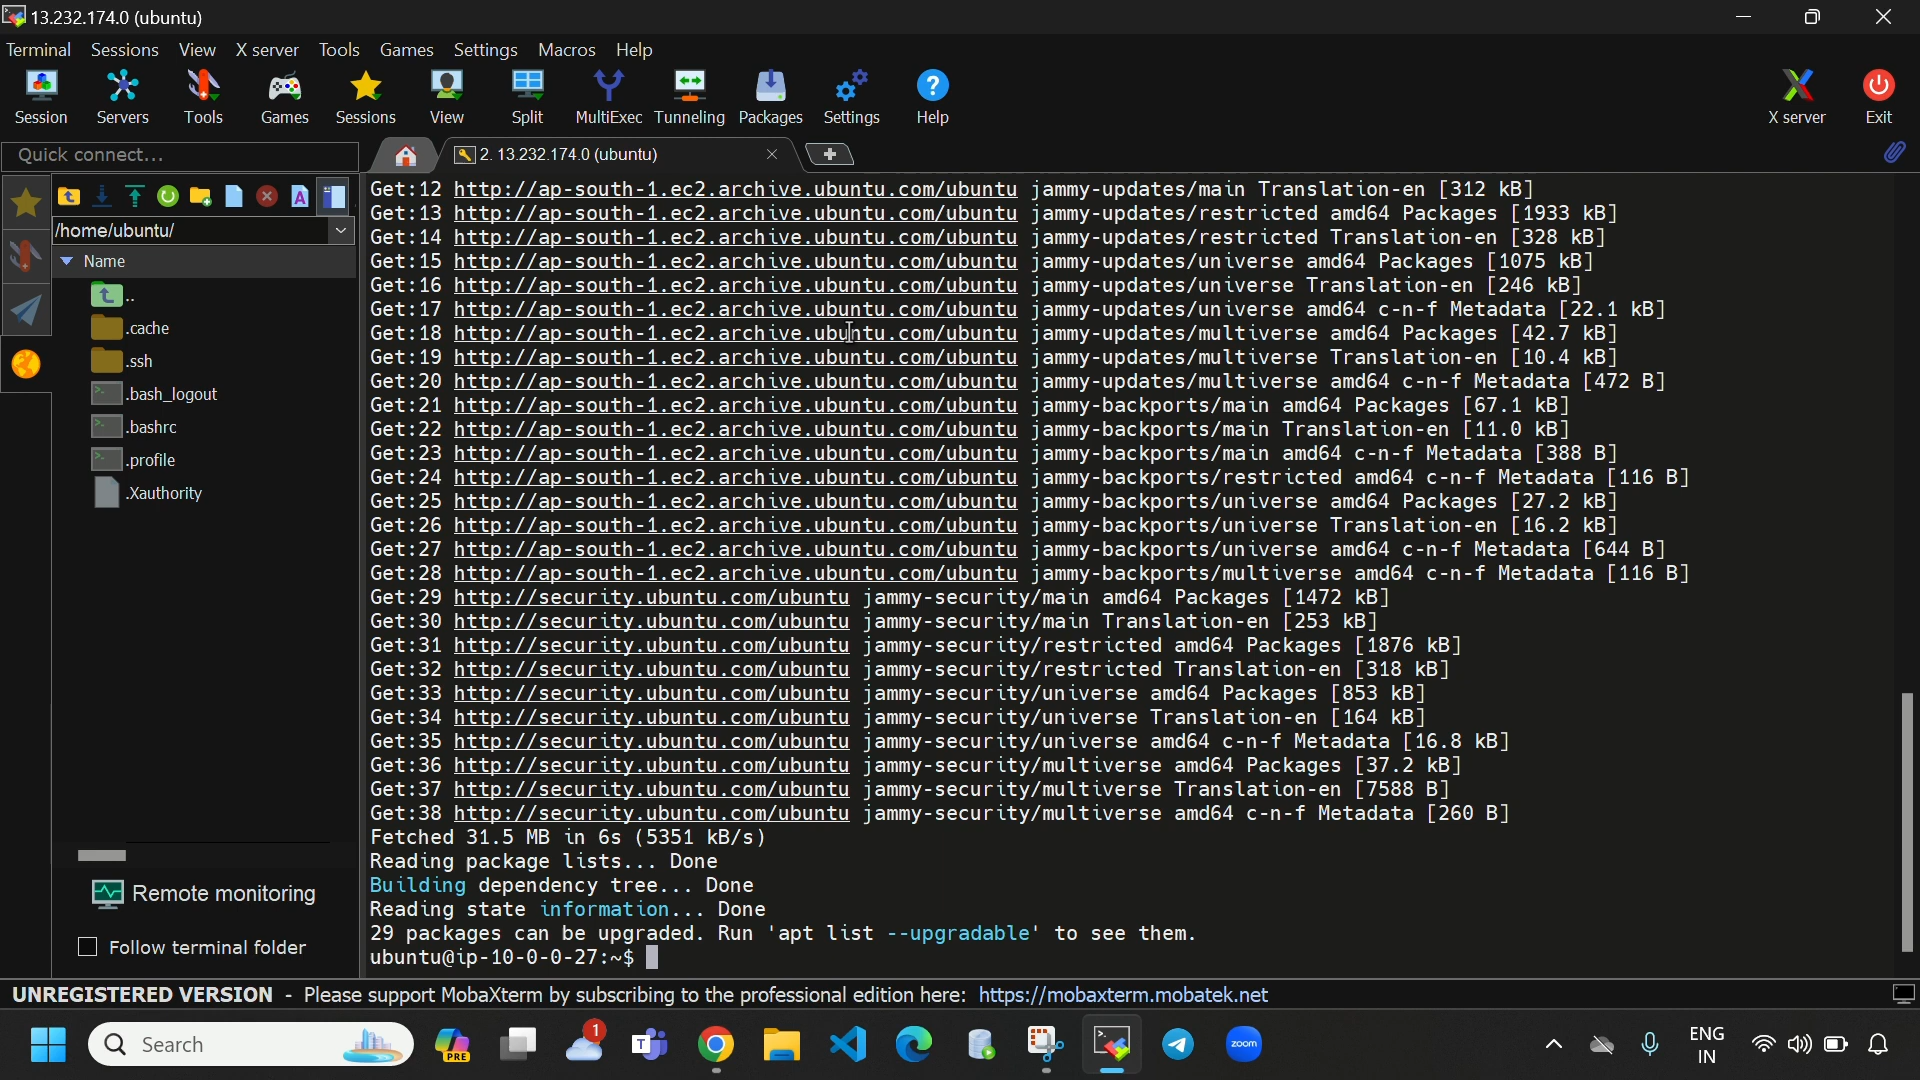 13.232.174.0 (ubuntu)
Terminal Sessions View X server Tools Games Settings Macros Help
Session Servers Tools Games Sessions View Split MultiExec Tunneling Packages Settings Help X server Exit
Quick connect...
2. 13.232.174.0 (ubuntu)
/home/ubuntu/
Name
..
.cache
.ssh
.bash_logout
.bashrc
.profile
.Xauthority
Remote monitoring
Follow terminal folder
Get:12 http://ap-south-1.ec2.archive.ubuntu.com/ubuntu jammy-updates/main Translation-en [312 kB]
Get:13 http://ap-south-1.ec2.archive.ubuntu.com/ubuntu jammy-updates/restricted amd64 Packages [1933 kB]
Get:14 http://ap-south-1.ec2.archive.ubuntu.com/ubuntu jammy-updates/restricted Translation-en [328 kB]
Get:15 http://ap-south-1.ec2.archive.ubuntu.com/ubuntu jammy-updates/universe amd64 Packages [1075 kB]
Get:16 http://ap-south-1.ec2.archive.ubuntu.com/ubuntu jammy-updates/universe Translation-en [246 kB]
Get:17 http://ap-south-1.ec2.archive.ubuntu.com/ubuntu jammy-updates/universe amd64 c-n-f Metadata [22.1 kB]
Get:18 http://ap-south-1.ec2.archive.ubuntu.com/ubuntu jammy-updates/multiverse amd64 Packages [42.7 kB]
Get:19 http://ap-south-1.ec2.archive.ubuntu.com/ubuntu jammy-updates/multiverse Translation-en [10.4 kB]
Get:20 http://ap-south-1.ec2.archive.ubuntu.com/ubuntu jammy-updates/multiverse amd64 c-n-f Metadata [472 B]
Get:21 http://ap-south-1.ec2.archive.ubuntu.com/ubuntu jammy-backports/main amd64 Packages [67.1 kB]
Get:22 http://ap-south-1.ec2.archive.ubuntu.com/ubuntu jammy-backports/main Translation-en [11.0 kB]
Get:23 http://ap-south-1.ec2.archive.ubuntu.com/ubuntu jammy-backports/main amd64 c-n-f Metadata [388 B]
Get:24 http://ap-south-1.ec2.archive.ubuntu.com/ubuntu jammy-backports/restricted amd64 c-n-f Metadata [116 B]
Get:25 http://ap-south-1.ec2.archive.ubuntu.com/ubuntu jammy-backports/universe amd64 Packages [27.2 kB]
Get:26 http://ap-south-1.ec2.archive.ubuntu.com/ubuntu jammy-backports/universe Translation-en [16.2 kB]
Get:27 http://ap-south-1.ec2.archive.ubuntu.com/ubuntu jammy-backports/universe amd64 c-n-f Metadata [644 B]
Get:28 http://ap-south-1.ec2.archive.ubuntu.com/ubuntu jammy-backports/multiverse amd64 c-n-f Metadata [116 B]
Get:29 http://security.ubuntu.com/ubuntu jammy-security/main amd64 Packages [1472 kB]
Get:30 http://security.ubuntu.com/ubuntu jammy-security/main Translation-en [253 kB]
Get:31 http://security.ubuntu.com/ubuntu jammy-security/restricted amd64 Packages [1876 kB]
Get:32 http://security.ubuntu.com/ubuntu jammy-security/restricted Translation-en [318 kB]
Get:33 http://security.ubuntu.com/ubuntu jammy-security/universe amd64 Packages [853 kB]
Get:34 http://security.ubuntu.com/ubuntu jammy-security/universe Translation-en [164 kB]
Get:35 http://security.ubuntu.com/ubuntu jammy-security/universe amd64 c-n-f Metadata [16.8 kB]
Get:36 http://security.ubuntu.com/ubuntu jammy-security/multiverse amd64 Packages [37.2 kB]
Get:37 http://security.ubuntu.com/ubuntu jammy-security/multiverse Translation-en [7588 B]
Get:38 http://security.ubuntu.com/ubuntu jammy-security/multiverse amd64 c-n-f Metadata [260 B]
Fetched 31.5 MB in 6s (5351 kB/s)
Reading package lists... Done
Building dependency tree... Done
Reading state information... Done
29 packages can be upgraded. Run 'apt list --upgradable' to see them.
ubuntu@ip-10-0-0-27:~$
UNREGISTERED VERSION - Please support MobaXterm by subscribing to the professional edition here: https://mobaxterm.mobatek.net
Search
PRE
1
T
zoom
ENG
IN